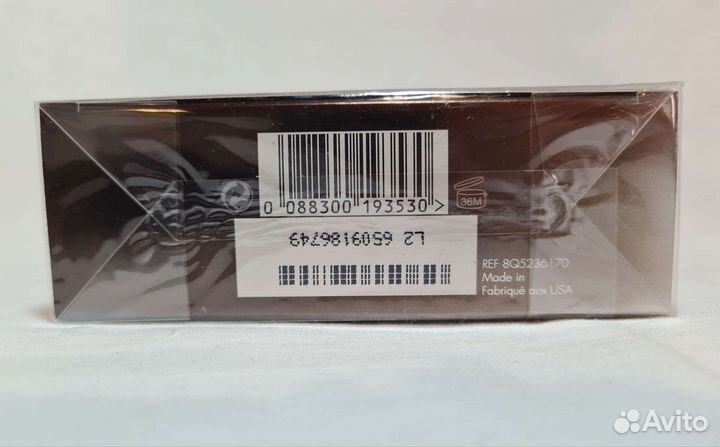 0 088300 193530>
36M
L2 6509186749
REF 8Q5236170
Made in
Fabriqué aux USA
Avito